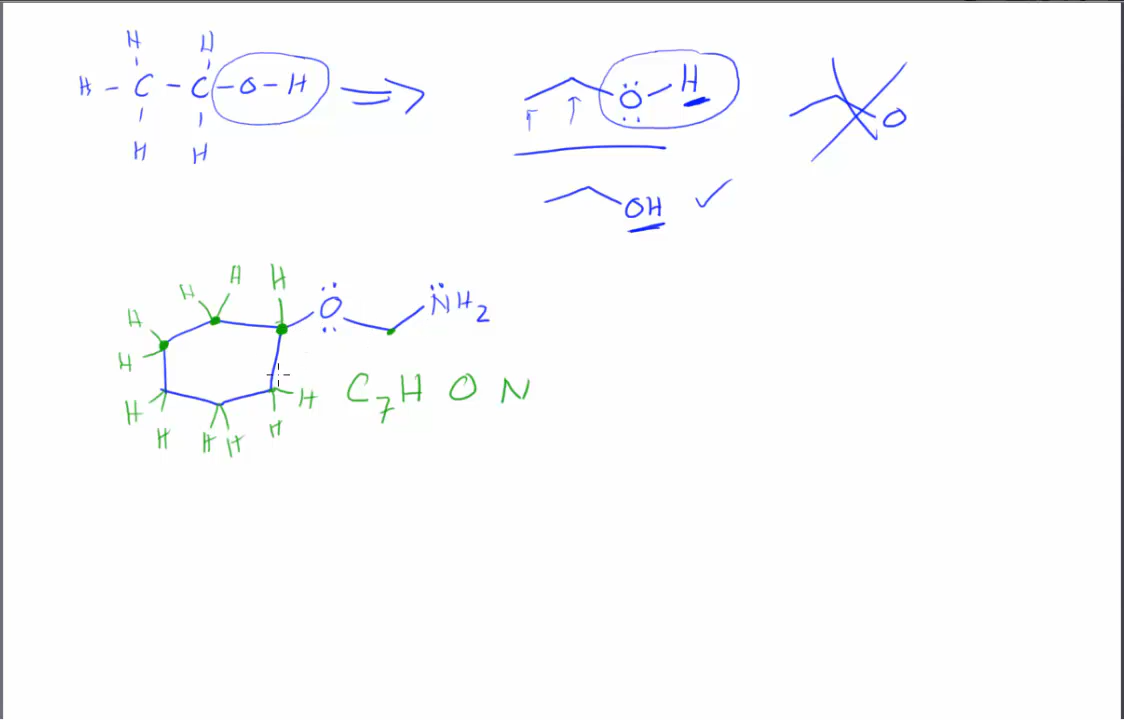 H H
H - C - C - O - H ⇒ O - H O
H H
OH ✓
H H H
H O NH2
H
H H C7H O N
H H H H